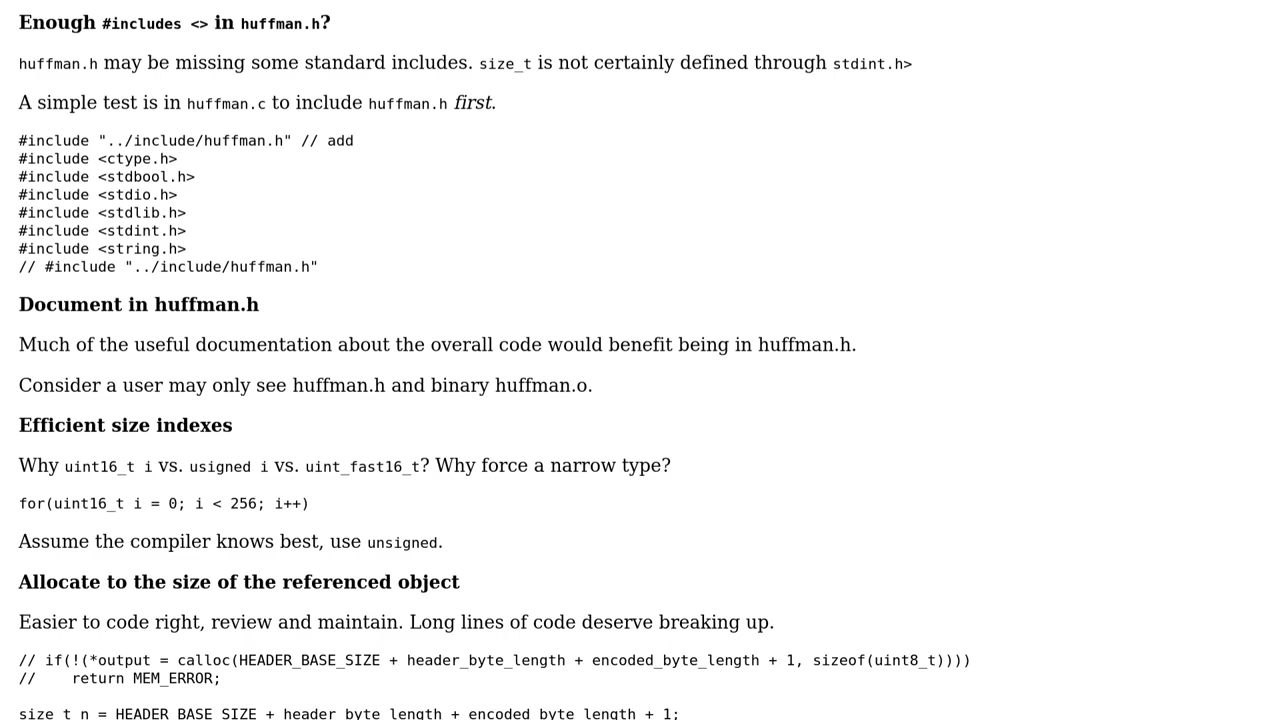 Enough #includes <> in huffman.h?
huffman.h may be missing some standard includes. size_t is not certainly defined through stdint.h>
A simple test is in huffman.c to include huffman.h first.
#include "../include/huffman.h" // add
#include <ctype.h>
#include <stdbool.h>
#include <stdio.h>
#include <stdlib.h>
#include <stdint.h>
#include <string.h>
// #include "../include/huffman.h"
Document in huffman.h
Much of the useful documentation about the overall code would benefit being in huffman.h.
Consider a user may only see huffman.h and binary huffman.o.
Efficient size indexes
Why uint16_t i vs. usigned i vs. uint_fast16_t? Why force a narrow type?
for(uint16_t i = 0; i < 256; i++)
Assume the compiler knows best, use unsigned.
Allocate to the size of the referenced object
Easier to code right, review and maintain. Long lines of code deserve breaking up.
// if(!(*output = calloc(HEADER_BASE_SIZE + header_byte_length + encoded_byte_length + 1, sizeof(uint8_t))))
//    return MEM_ERROR;
size_t n = HEADER_BASE_SIZE + header_byte_length + encoded_byte_length + 1;